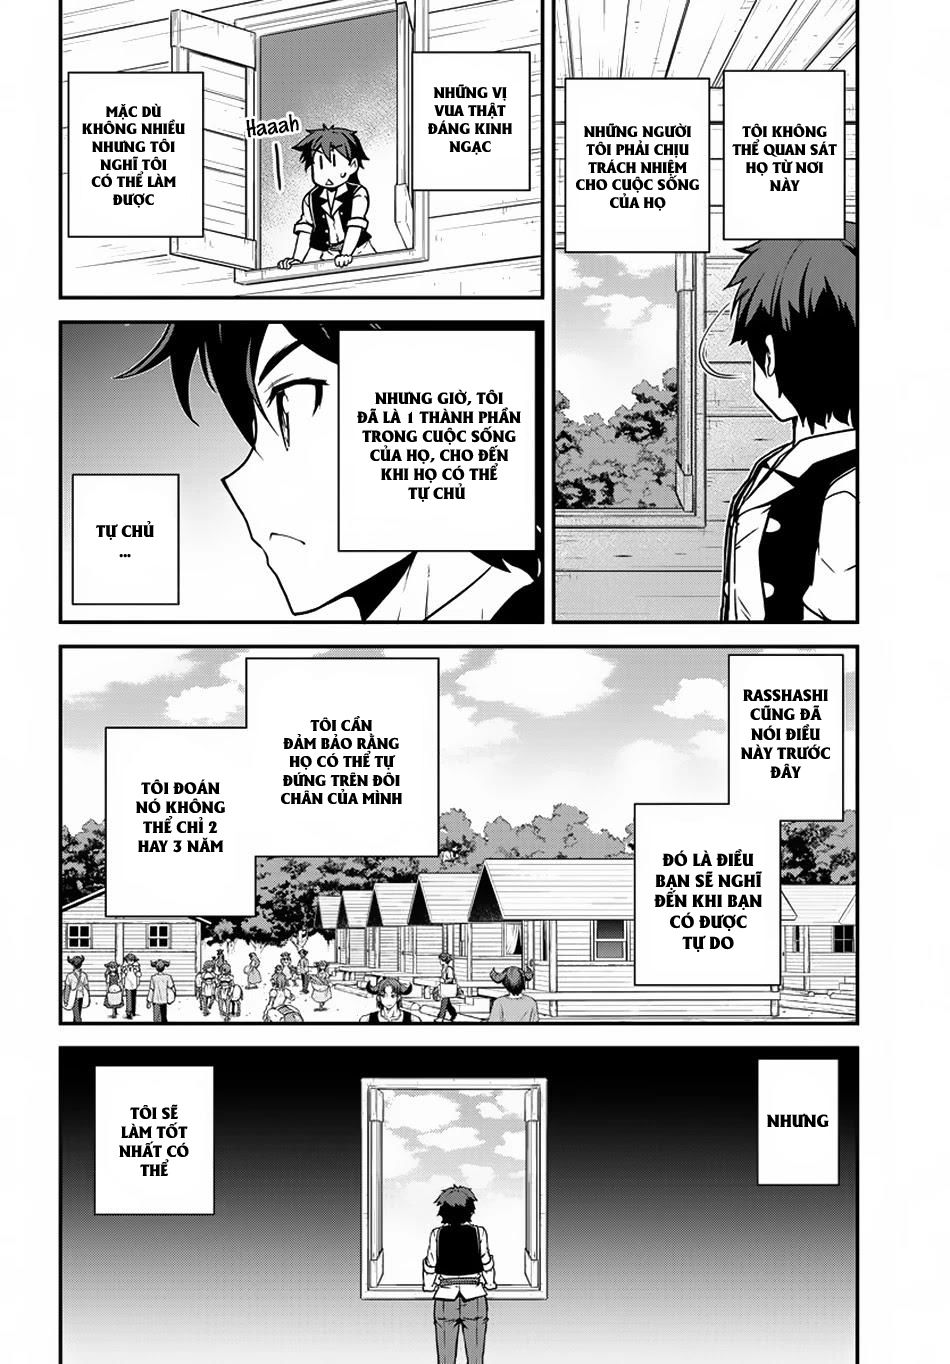 TÔI KHÔNG
THỂ QUAN SÁT
HỌ TỪ NƠI
NÀY
NHỮNG NGƯỜI
TÔI PHẢI CHỊU
TRÁCH NHIỆM
CHO CUỘC SỐNG
CỦA HỌ
NHỮNG VỊ
VUA THẬT
ĐÁNG KINH
NGẠC
Haaah
MẶC DÙ
KHÔNG NHIỀU
NHƯNG TÔI
NGHĨ TÔI
CÓ THỂ LÀM
ĐƯỢC
NHƯNG GIỜ, TÔI
ĐÃ LÀ 1 THÀNH PHẦN
TRONG CUỘC SỐNG
CỦA HỌ, CHO ĐẾN
KHI HỌ CÓ THỂ
TỰ CHỦ
TỰ CHỦ
...
RASSHASHI
CŨNG ĐÃ
NÓI ĐIỀU
NÀY TRƯỚC
ĐÂY
ĐÓ LÀ ĐIỀU
BẠN SẼ NGHĨ
ĐẾN KHI BẠN
CÓ ĐƯỢC
TỰ DO
TÔI CẦN
ĐẢM BẢO RẰNG
HỌ CÓ THỂ TỰ
ĐỨNG TRÊN ĐÔI
CHÂN CỦA MÌNH
TÔI ĐOÁN
NÓ KHÔNG
THỂ CHỈ 2
HAY 3 NĂM
NHƯNG
TÔI SẼ
LÀM TỐT
NHẤT CÓ
THỂ